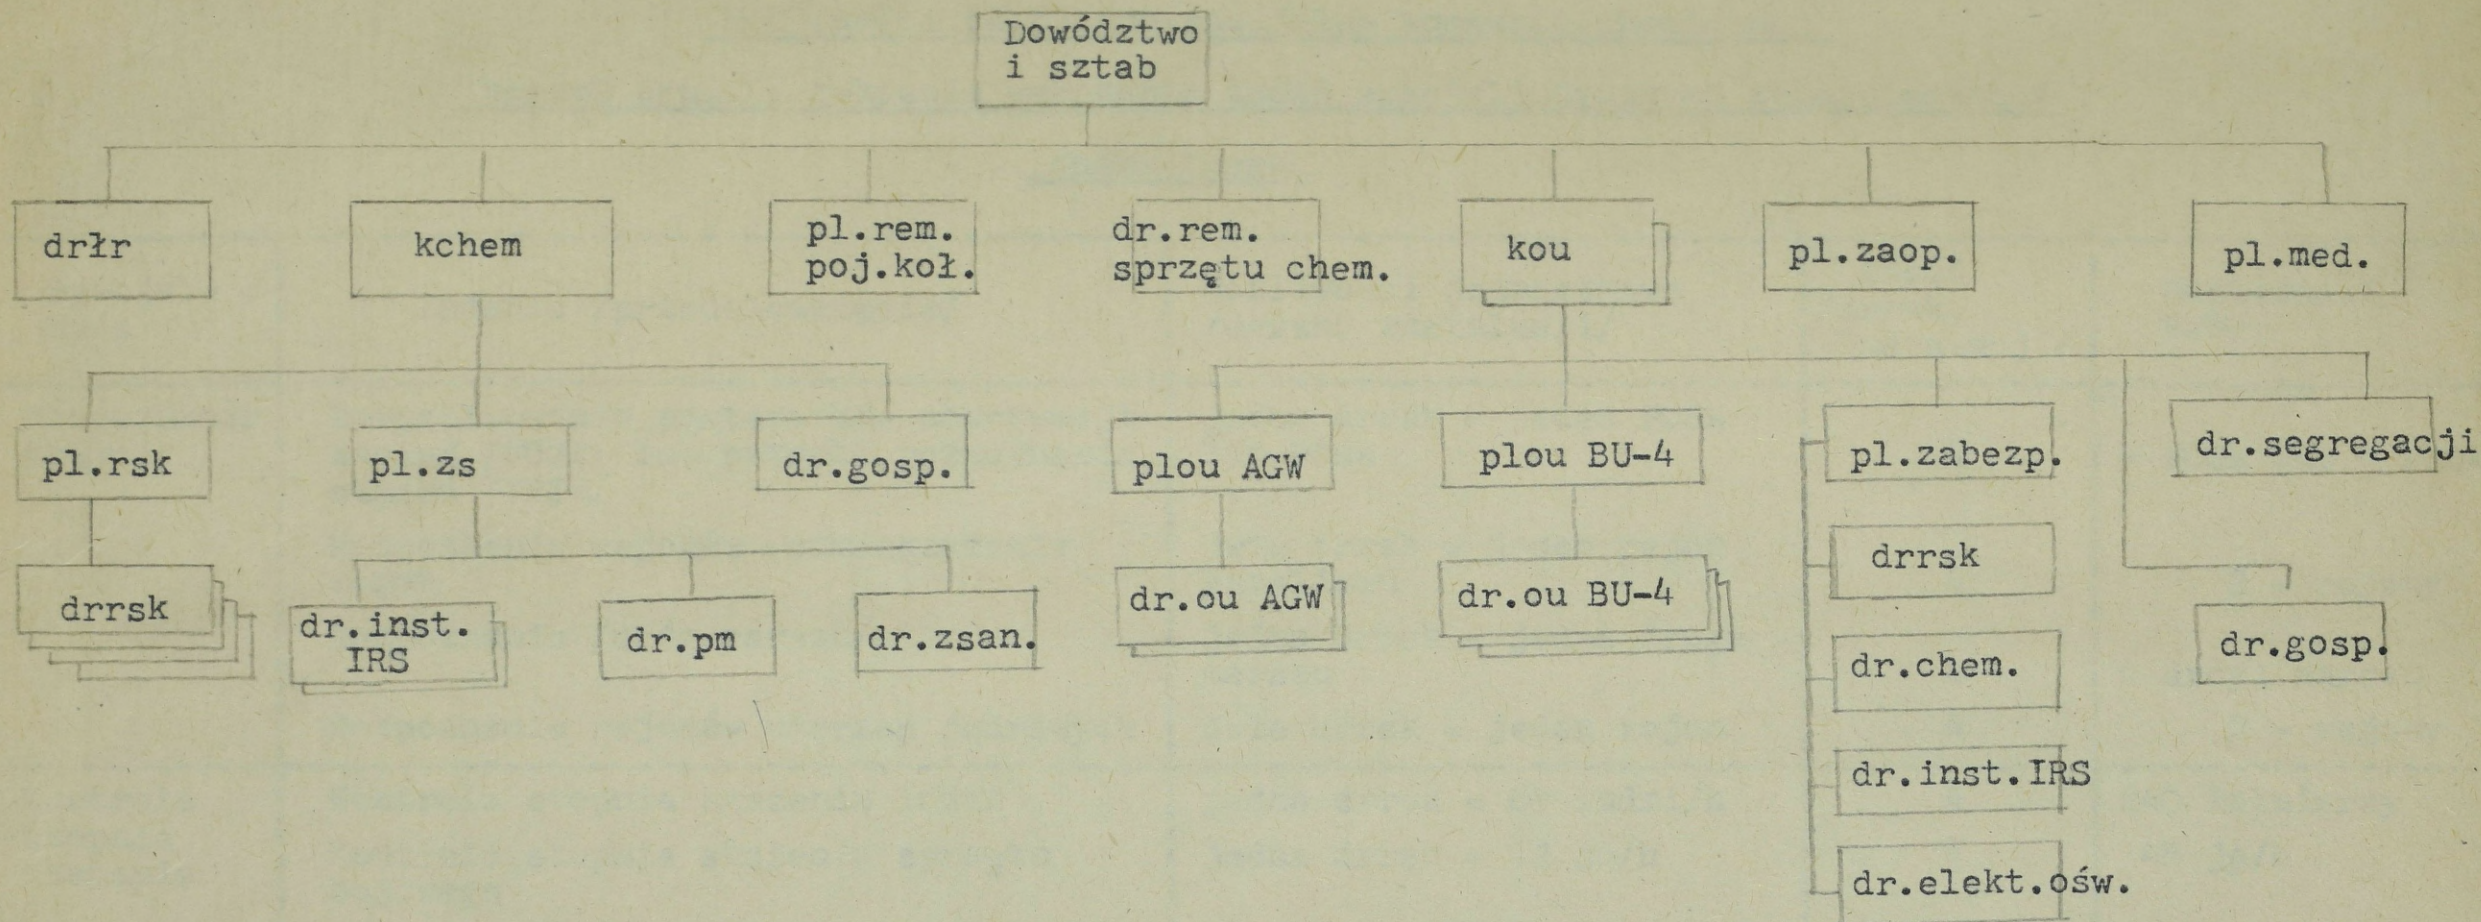 Dowództwo
i sztab
drłr
kchem
pl.rem.
poj.koł.
dr.rem.
sprzętu chem.
kou
pl.zaop.
pl.med.
pl.rsk
pl.zs
dr.gosp.
plou AGW
plou BU-4
pl.zabezp.
dr.segregacji
drrsk
dr.inst.
IRS
dr.pm
dr.zsan.
dr.ou AGW
dr.ou BU-4
drrsk
dr.chem.
dr.inst.IRS
dr.elekt.ośw.
dr.gosp.